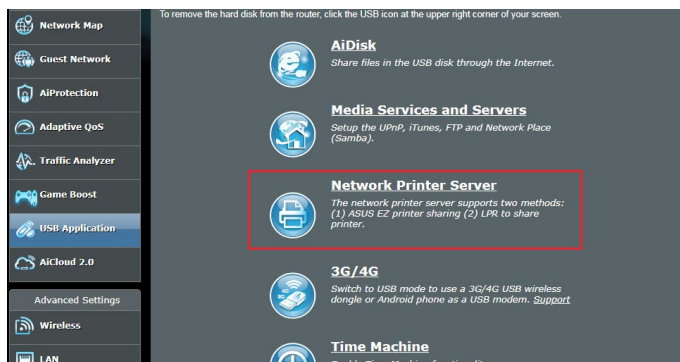 To remove the hard disk from the router, click the USB icon at the upper right corner of your screen.
Network Map
Guest Network
AiProtection
Adaptive QoS
Traffic Analyzer
Game Boost
USB Application
AiCloud 2.0
Advanced Settings
Wireless
LAN
AiDisk
Share files in the USB disk through the Internet.
Media Services and Servers
Setup the UPnP, iTunes, FTP and Network Place
(Samba).
Network Printer Server
The network printer server supports two methods:
(1) ASUS EZ printer sharing (2) LPR to share
printer.
3G/4G
Switch to USB mode to use a 3G/4G USB wireless
dongle or Android phone as a USB modem. Support
Time Machine